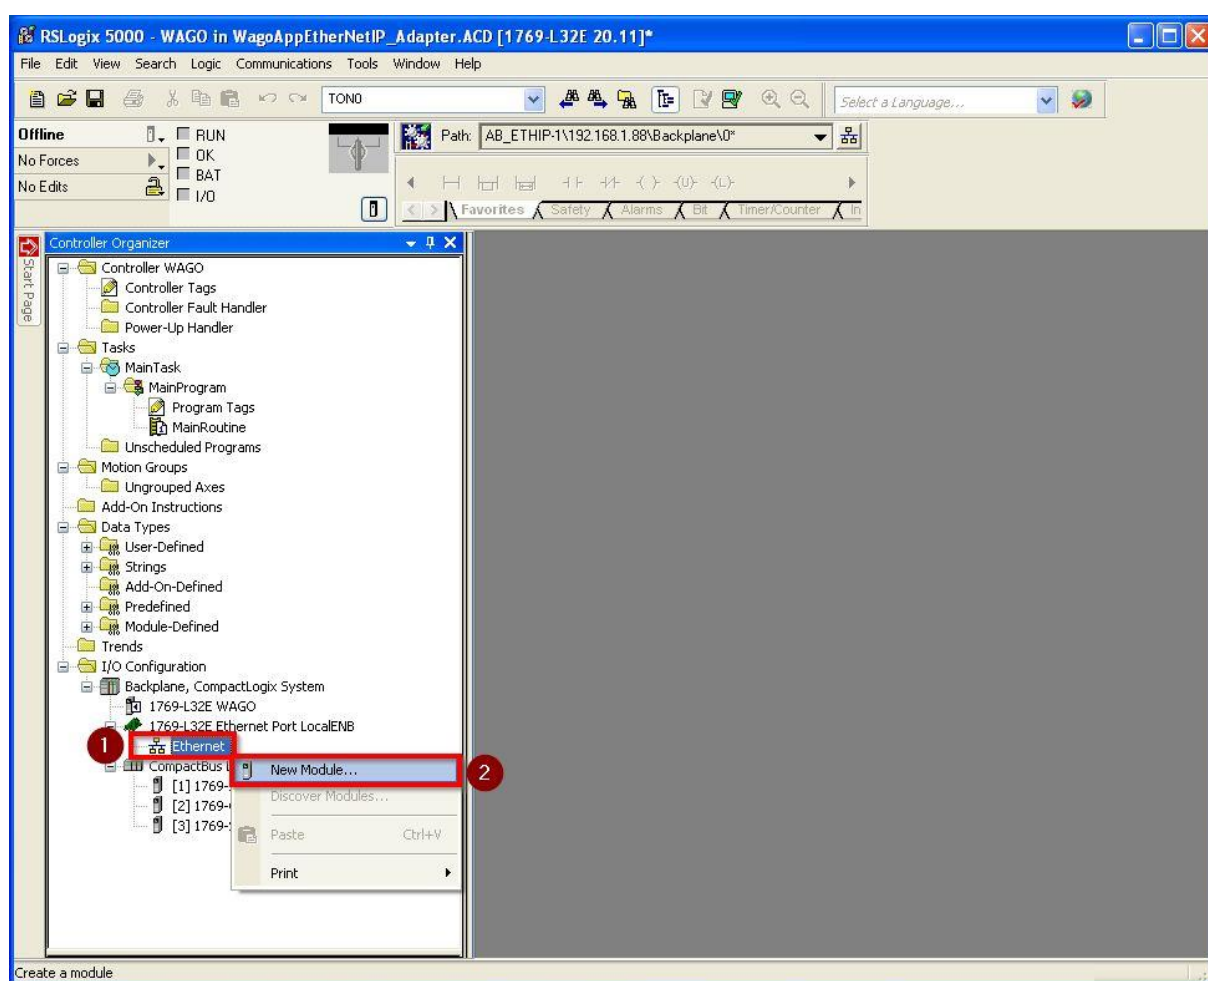 RSLogix 5000 - WAGO in WagoAppEtherNetIP_Adapter.ACD [1769-L32E 20.11]*
File Edit View Search Logic Communications Tools Window Help
TON0
Select a Language...
Offline
RUN
No Forces
OK
No Edits
BAT
I/O
Path: AB_ETHIP-1\192.168.1.88\Backplane\0*
Favorites Safety Alarms Bit Timer/Counter In
Start Page
Controller Organizer
Controller WAGO
Controller Tags
Controller Fault Handler
Power-Up Handler
Tasks
MainTask
MainProgram
Program Tags
MainRoutine
Unscheduled Programs
Motion Groups
Ungrouped Axes
Add-On Instructions
Data Types
User-Defined
Strings
Add-On-Defined
Predefined
Module-Defined
Trends
I/O Configuration
Backplane, CompactLogix System
1769-L32E WAGO
1769-L32E Ethernet Port LocalENB
1 Ethernet
CompactBus
[1] 1769-
[2] 1769-
[3] 1769-
New Module... 2
Discover Modules...
Paste Ctrl+V
Print
Create a module